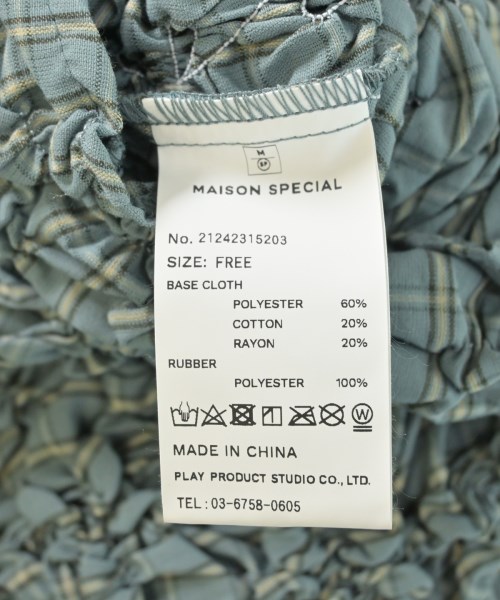 M
SP
MAISON SPECIAL
No. 21242315203
SIZE: FREE
BASE CLOTH
POLYESTER 60%
COTTON 20%
RAYON 20%
RUBBER
POLYESTER 100%
W
MADE IN CHINA
PLAY PRODUCT STUDIO CO., LTD.
TEL:03-6758-0605